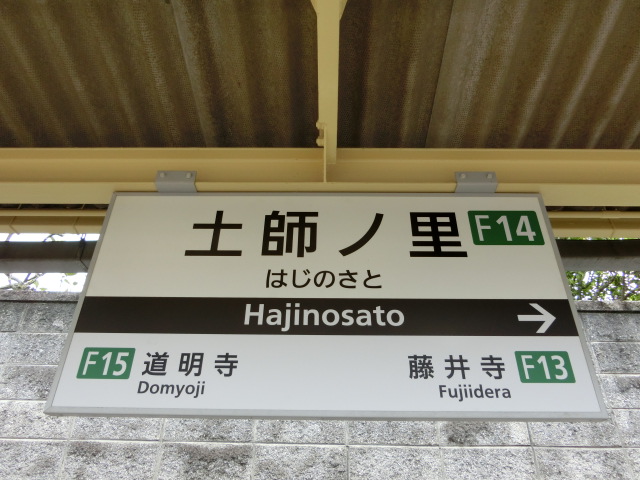 土師ノ里 F14
はじのさと
Hajinosato →
F15 道明寺 藤井寺 F13
Domyoji Fujiidera